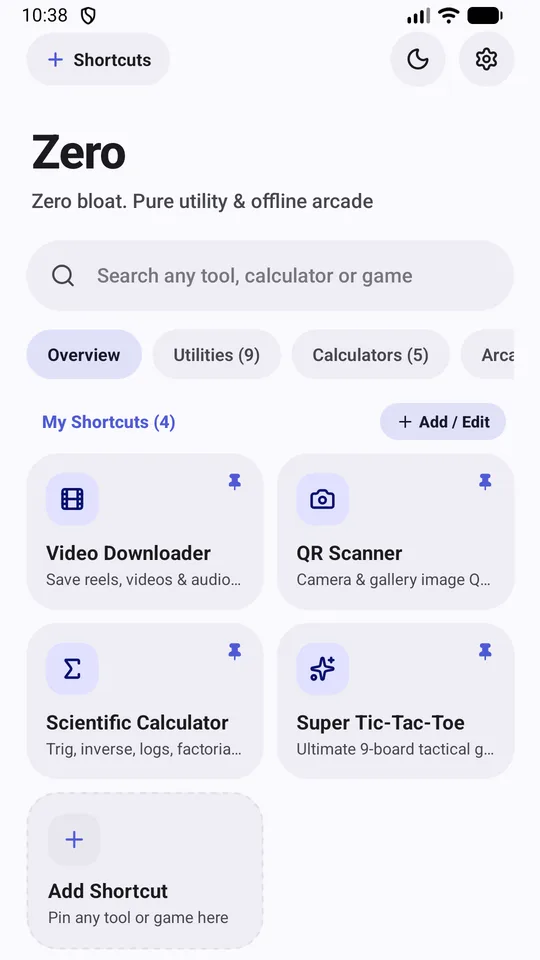 10:38
Shortcuts
Zero
Zero bloat. Pure utility & offline arcade
Search any tool, calculator or game
Overview
Utilities (9)
Calculators (5)
Arca
My Shortcuts (4)
+ Add / Edit
Video Downloader
Save reels, videos & audio...
QR Scanner
Camera & gallery image Q...
Scientific Calculator
Trig, inverse, logs, factoria...
Super Tic-Tac-Toe
Ultimate 9-board tactical g...
Add Shortcut
Pin any tool or game here